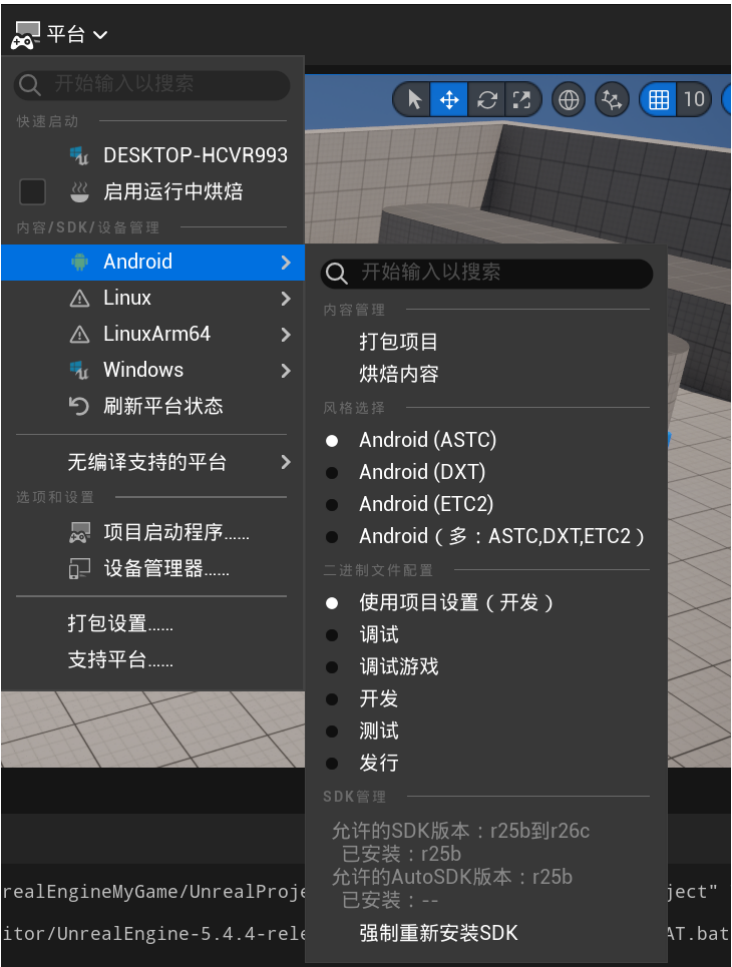 平台
开始输入以搜索
快速启动
DESKTOP-HCVR993
启用运行中烘焙
内容/SDK/设备管理
Android
Linux
LinuxArm64
Windows
刷新平台状态
无编译支持的平台
选项和设置
项目启动程序......
设备管理器......
打包设置......
支持平台......
10
开始输入以搜索
内容管理
打包项目
烘焙内容
风格选择
Android (ASTC)
Android (DXT)
Android (ETC2)
Android（多：ASTC,DXT,ETC2）
二进制文件配置
使用项目设置（开发）
调试
调试游戏
开发
测试
发行
SDK管理
允许的SDK版本：r25b到r26c
已安装：r25b
允许的AutoSDK版本：r25b
已安装：--
强制重新安装SDK
realEngineMyGame/UnrealProje ject"
itor/UnrealEngine-5.4.4-rele AT.bat